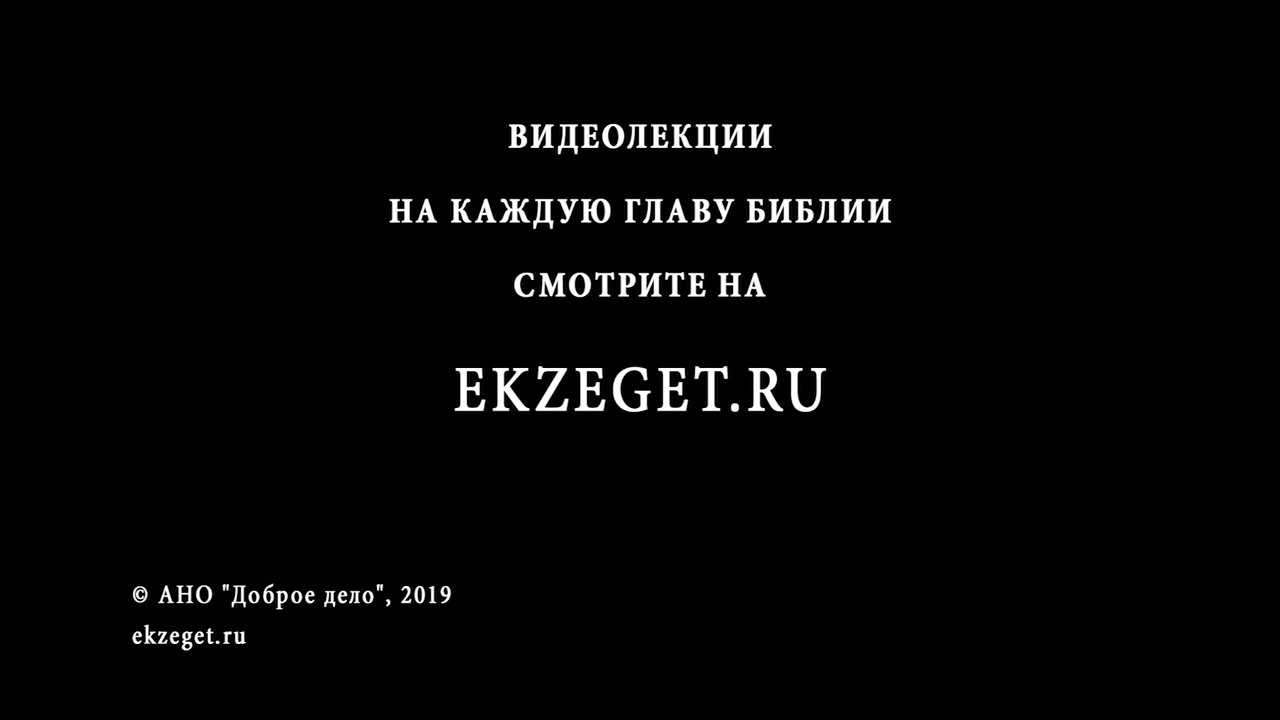 ВИДЕОЛЕКЦИИ
НА КАЖДУЮ ГЛАВУ БИБЛИИ
СМОТРИТЕ НА
EKZEGET.RU
© АНО "Доброе дело", 2019
ekzeget.ru